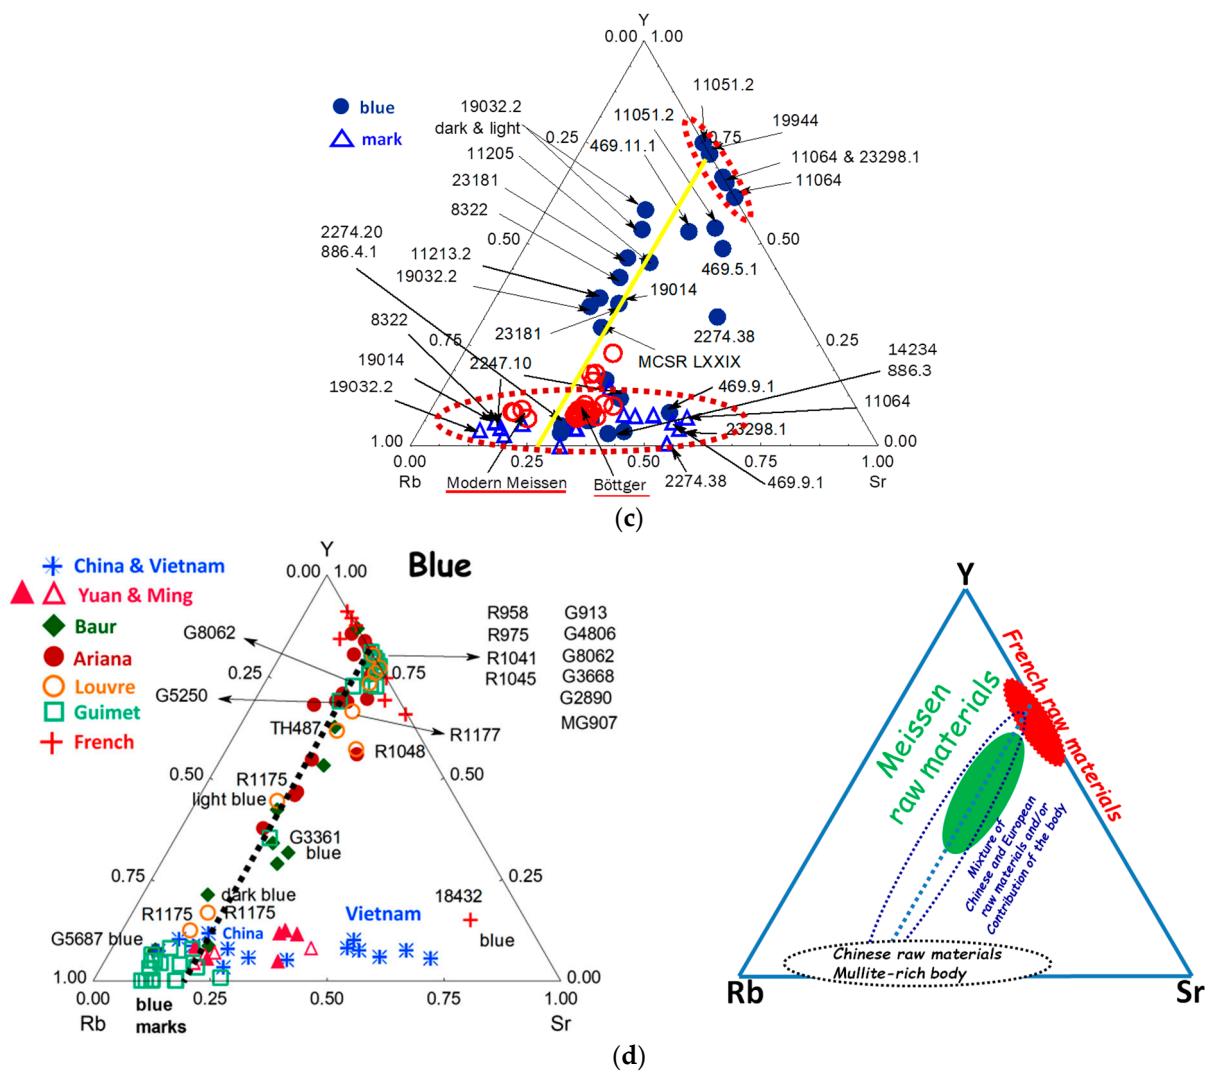 Y
0.00 1.00
11051.2
19032.2
dark & light
11051.2
19944
blue
mark
0.25
0.75
469.11.1
11205
11064 & 23298.1
23181
11064
8322
2274.20
886.4.1
0.50
0.50
11213.2
19032.2
469.5.1
19014
8322
23181
2274.38
0.75
0.25
MCSR LXXIX
14234
886.3
19014
2247.10
19032.2
469.9.1
11064
23298.1
1.00
0.00
0.00
0.25
0.50
0.75
1.00
Rb
Modern Meissen
Böttger
2274.38
469.9.1
Sr
(c)
Y
0.00 1.00
Blue
China & Vietnam
Yuan & Ming
Baur
Ariana
Louvre
Guimet
French
R958 G913
R975 G4806
R1041 G8062
R1045 G3668
G2890
MG907
G8062
0.25
0.75
G5250
TH487
R1177
R1048
0.50
0.50
R1175
light blue
G3361
blue
0.75
0.25
dark blue
R1175
R1175
18432
Vietnam
China
G5687 blue
blue
1.00
0.00
0.00
0.25
0.50
0.75
1.00
Rb
blue
marks
Sr
Y
French raw materials
Meissen
raw materials
Mixture of
Chinese and European
raw materials and/or
Contribution of the body
Chinese raw materials
Mullite-rich body
Rb
Sr
(d)